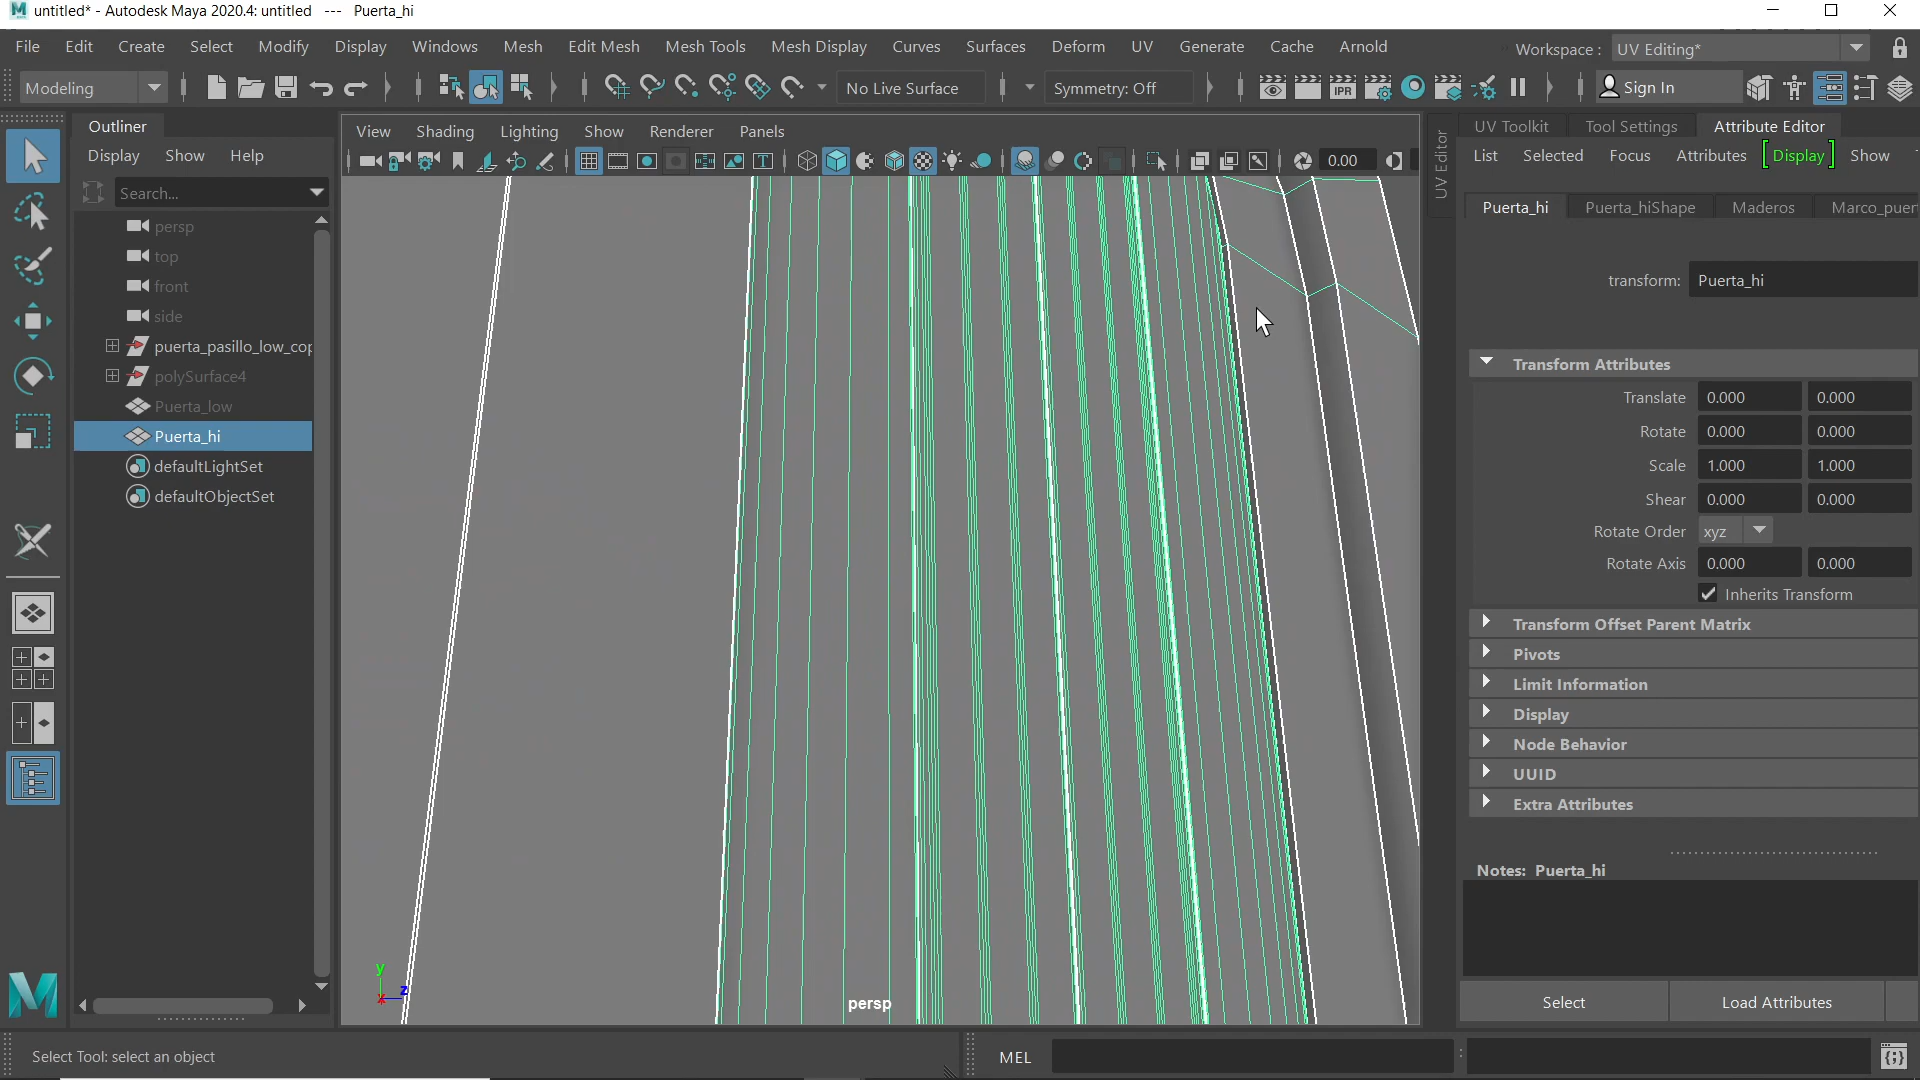 untitled* - Autodesk Maya 2020.4: untitled --- Puerta_hi
File Edit Create Select Modify Display Windows Mesh Edit Mesh Mesh Tools Mesh Display Curves Surfaces Deform UV Generate Cache Arnold Workspace : UV Editing*
Modeling No Live Surface Symmetry: Off IPR Sign In
Outliner
Display Show Help
Search...
persp
top
front
side
puerta_pasillo_low_cop
polySurface4
Puerta_low
Puerta_hi
defaultLightSet
defaultObjectSet
View Shading Lighting Show Renderer Panels
0.00
UV Editor
UV Toolkit Tool Settings Attribute Editor
List Selected Focus Attributes Display Show
Puerta_hi Puerta_hiShape Maderos Marco_puer
transform: Puerta_hi
Transform Attributes
Translate 0.000 0.000
Rotate 0.000 0.000
Scale 1.000 1.000
Shear 0.000 0.000
Rotate Order xyz
Rotate Axis 0.000 0.000
Inherits Transform
Transform Offset Parent Matrix
Pivots
Limit Information
Display
Node Behavior
UUID
Extra Attributes
Notes: Puerta_hi
Select Load Attributes
y
x z
persp
Select Tool: select an object
MEL